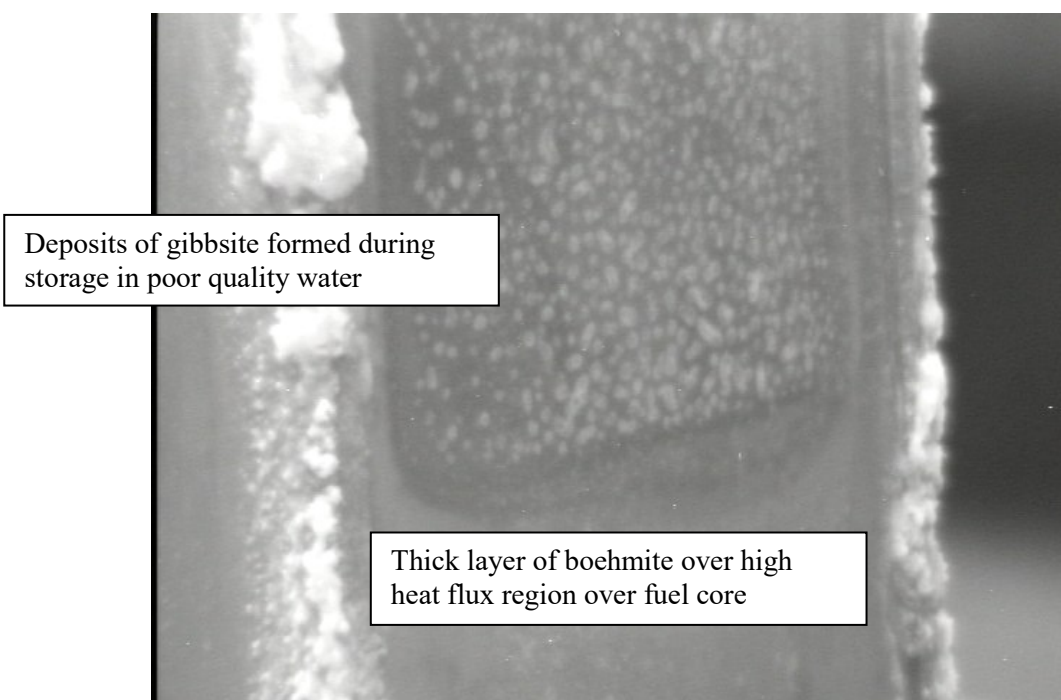 Deposits of gibbsite formed during
storage in poor quality water
Thick layer of boehmite over high
heat flux region over fuel core